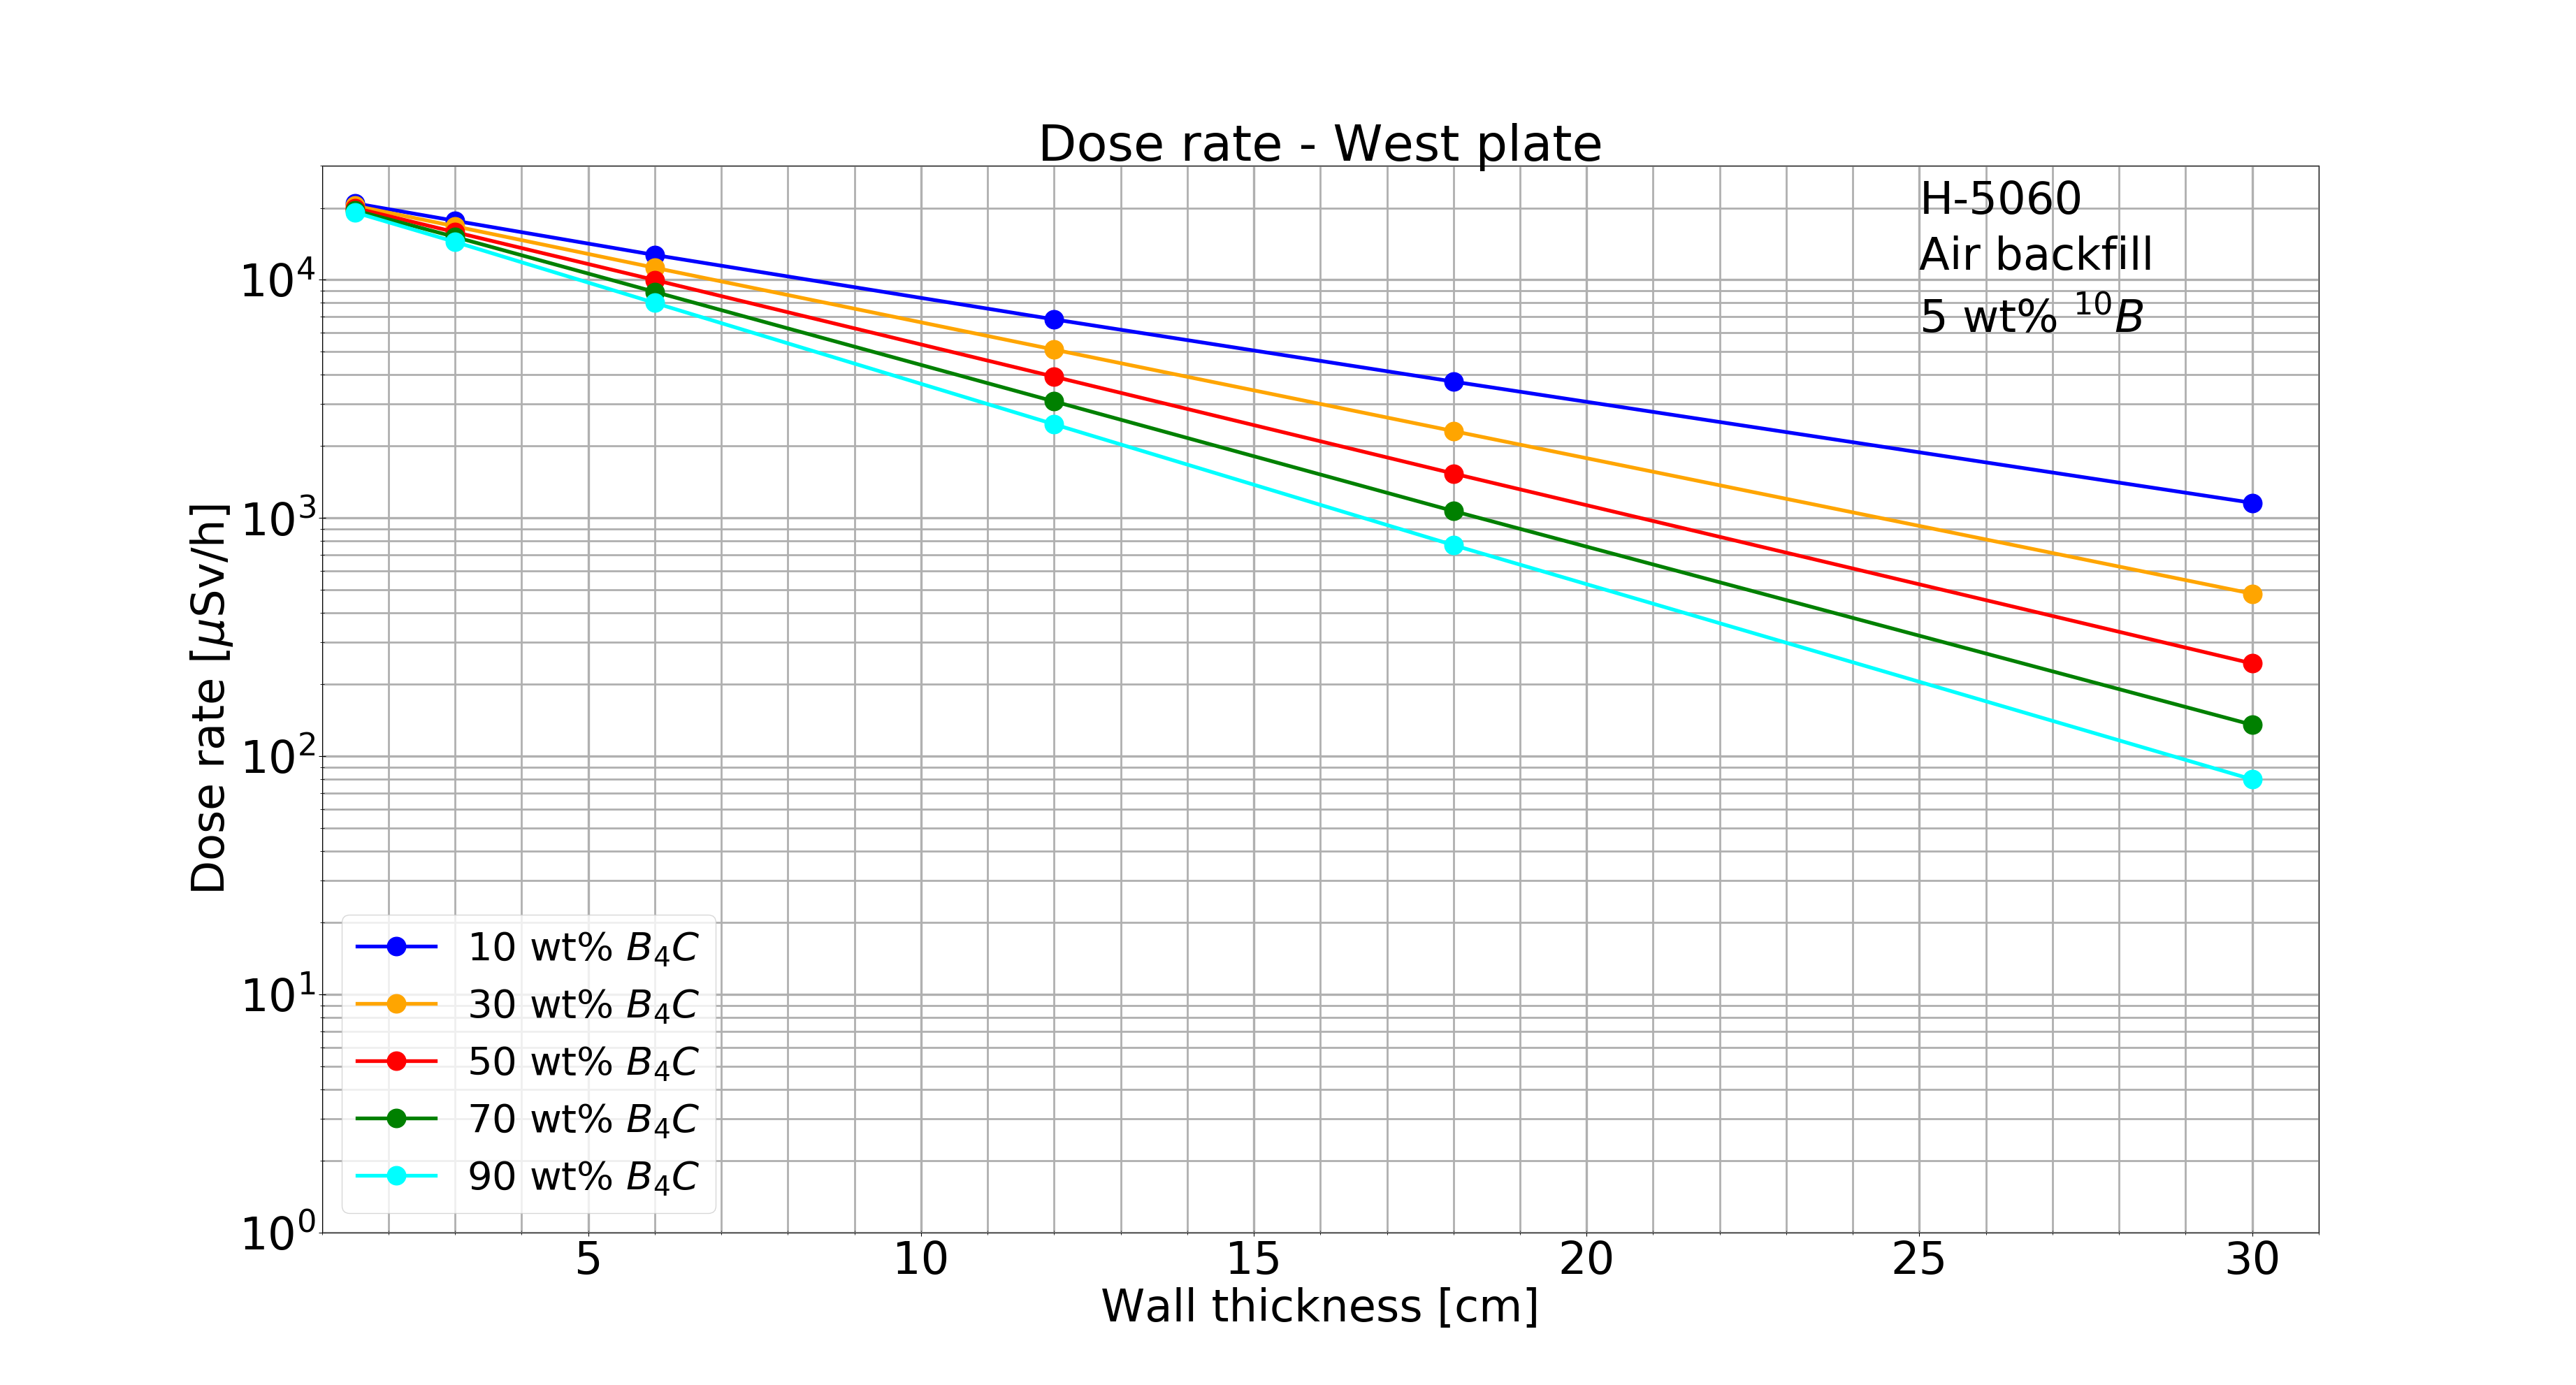 Dose rate - West plate
H-5060
Air backfill
5 wt% ¹⁰B
Dose rate [μSv/h]
10⁴
10³
10²
10¹
10⁰
10 wt% B₄C
30 wt% B₄C
50 wt% B₄C
70 wt% B₄C
90 wt% B₄C
5 10 15 20 25 30
Wall thickness [cm]